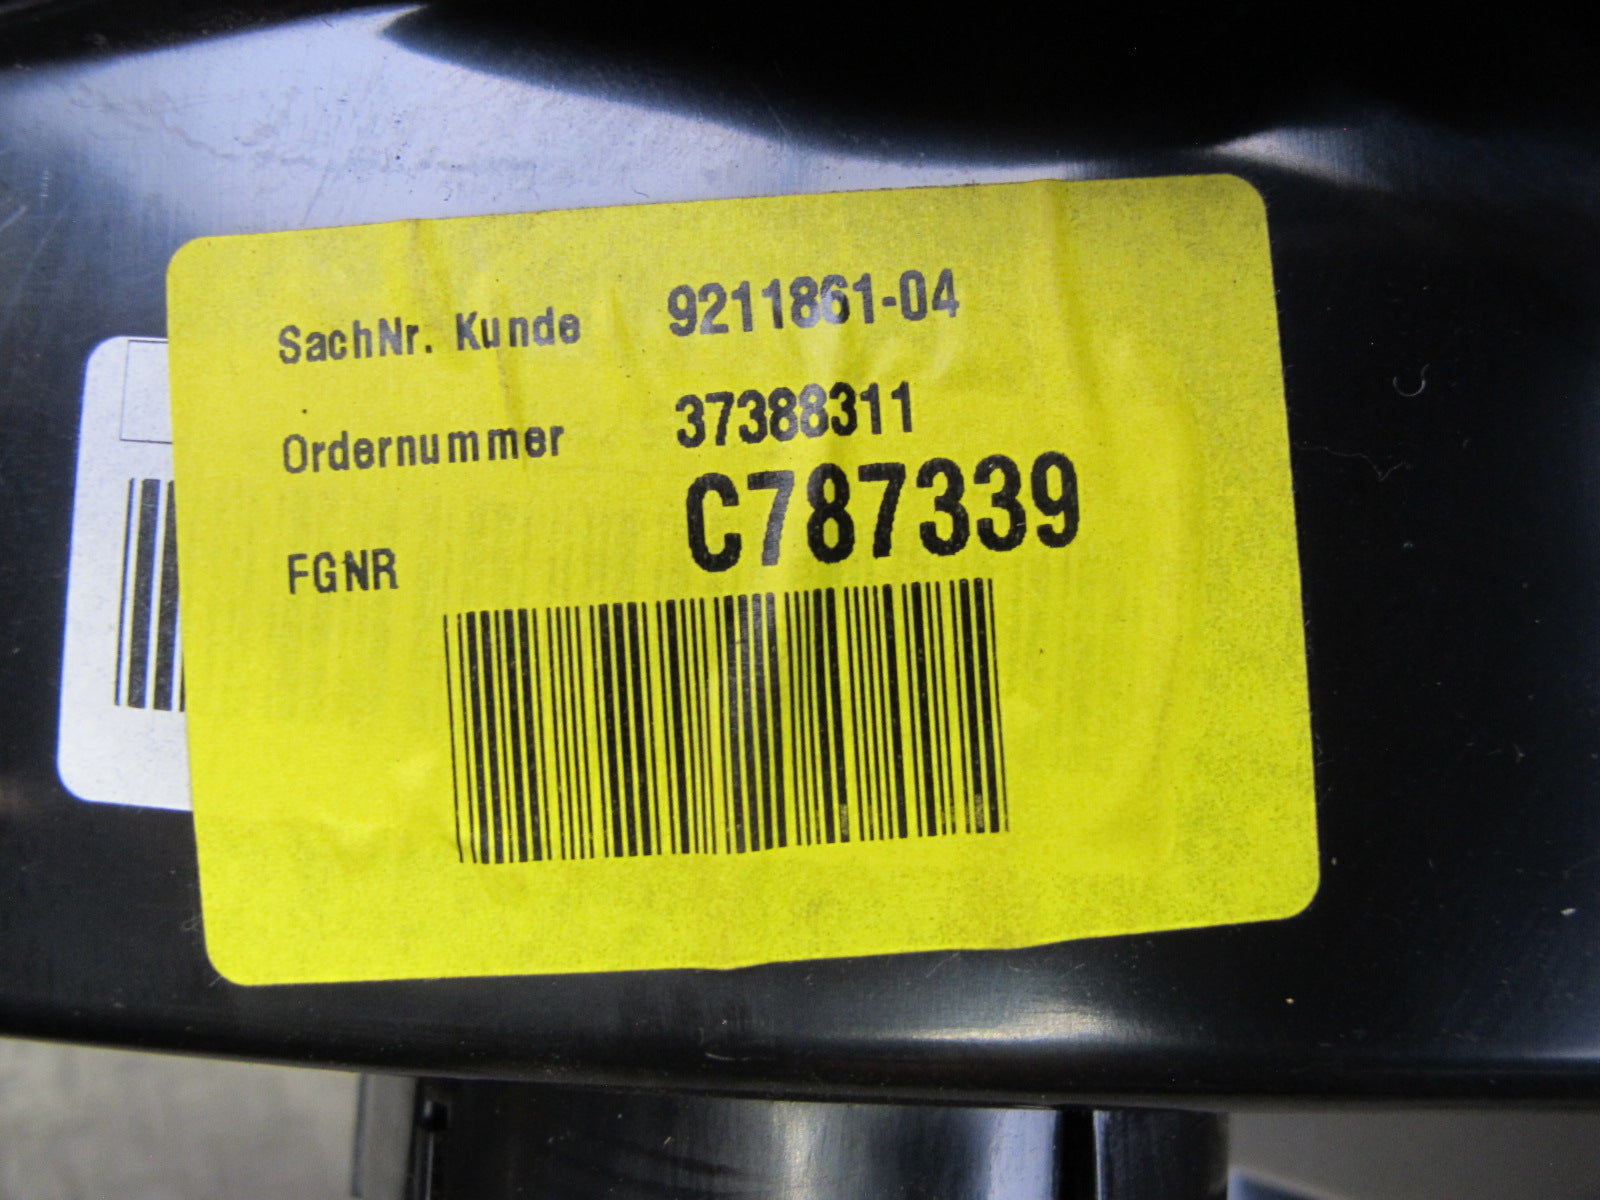 SachNr. Kunde 9211861-04
Ordernummer 37388311
FGNR C787339